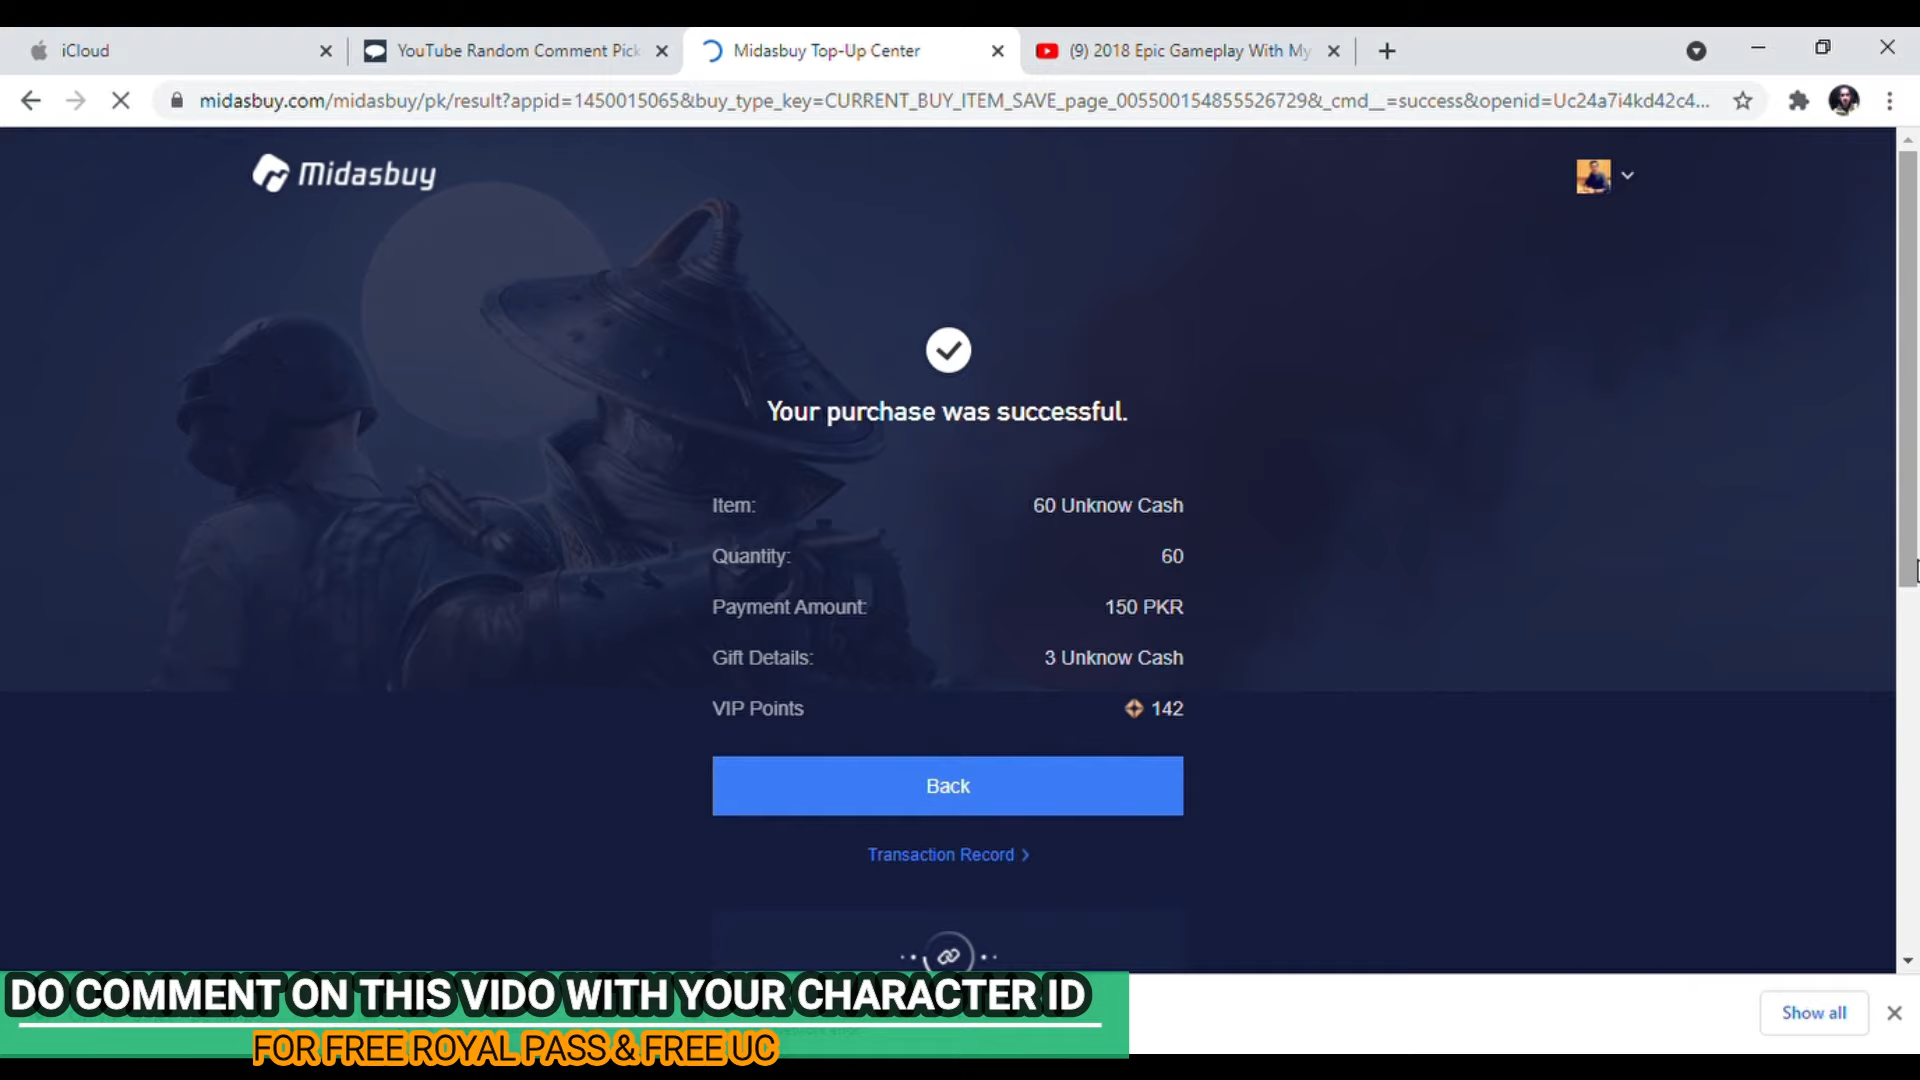 iCloud
YouTube Random Comment Pick
Midasbuy Top-Up Center
(9) 2018 Epic Gameplay With My
midasbuy.com/midasbuy/pk/result?appid=1450015065&buy_type_key=CURRENT_BUY_ITEM_SAVE_page_005500154855526729&_cmd_=success&openid=Uc24a7i4kd42c4...
Midasbuy
Your purchase was successful.
Item: 60 Unknow Cash
Quantity: 60
Payment Amount: 150 PKR
Gift Details: 3 Unknow Cash
VIP Points 142
Back
Transaction Record
DO COMMENT ON THIS VIDO WITH YOUR CHARACTER ID
FOR FREE ROYAL PASS & FREE UC
Show all